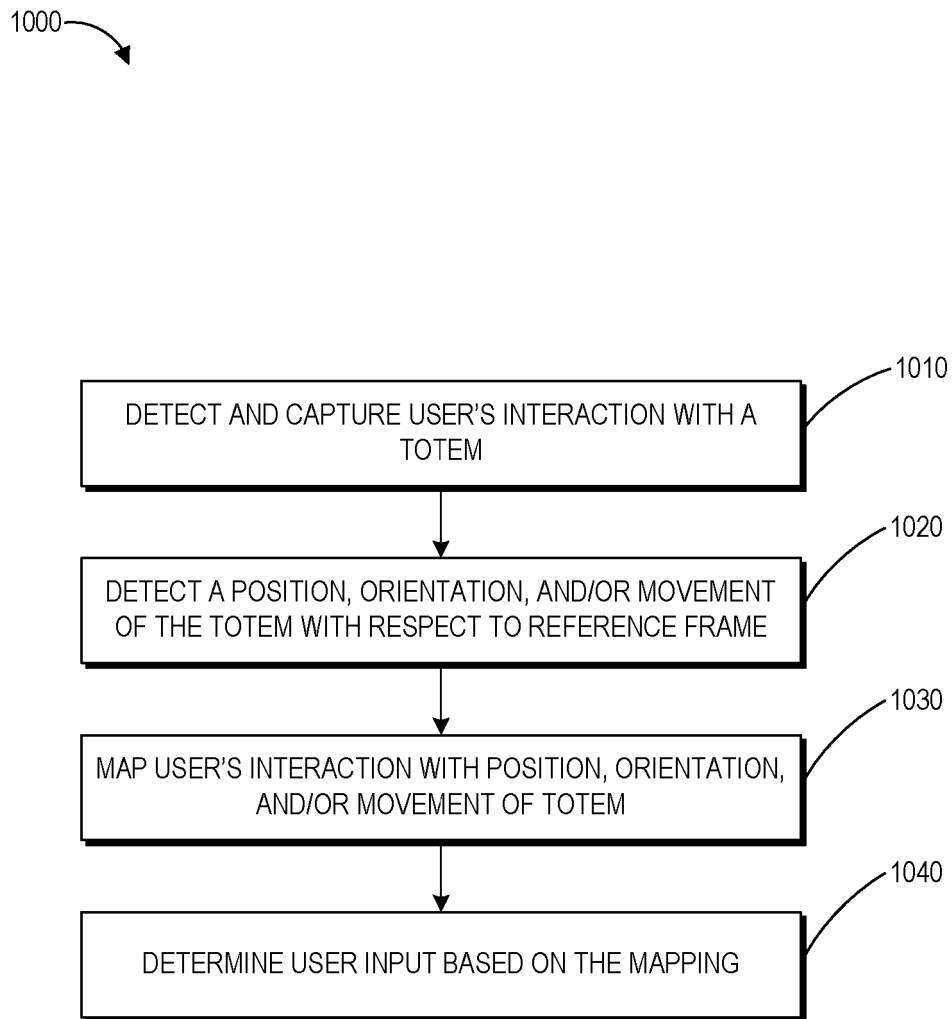 1000
1010
DETECT AND CAPTURE USER'S INTERACTION WITH A
TOTEM
1020
DETECT A POSITION, ORIENTATION, AND/OR MOVEMENT
OF THE TOTEM WITH RESPECT TO REFERENCE FRAME
1030
MAP USER'S INTERACTION WITH POSITION, ORIENTATION,
AND/OR MOVEMENT OF TOTEM
1040
DETERMINE USER INPUT BASED ON THE MAPPING